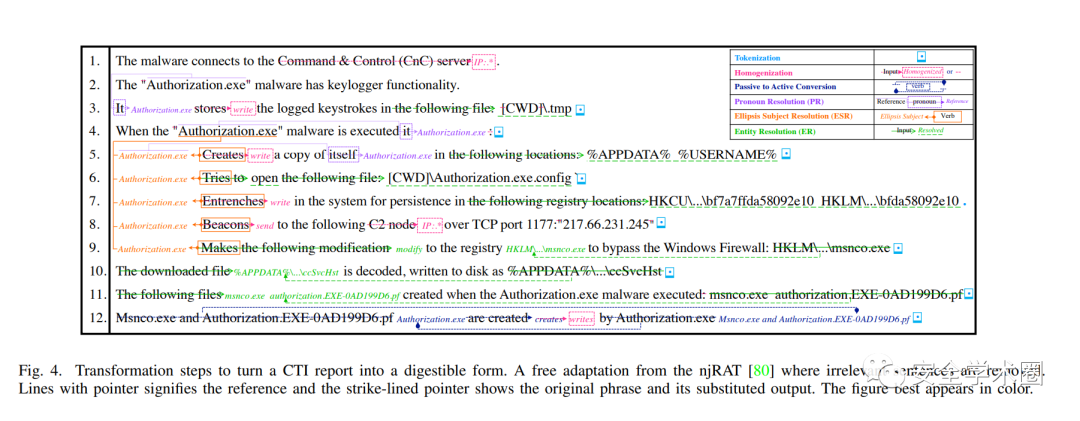 1. The malware connects to the Command & Control (CnC) server IP:.* .
2. The "Authorization.exe" malware has keylogger functionality.
3. It Authorization.exe stores write the logged keystrokes in the following file: [CWD]\.tmp
4. When the "Authorization.exe" malware is executed it Authorization.exe :
5. Authorization.exe Creates write a copy of itself Authorization.exe in the following locations: %APPDATA% %USERNAME%
6. Authorization.exe Tries to open the following file: [CWD]\Authorization.exe.config
7. Authorization.exe Entrenches write in the system for persistence in the following registry locations: HKCU\...\bf7a7ffda58092e10 HKLM\...\bfda58092e10 .
8. Authorization.exe Beacons send to the following C2 node IP:.* over TCP port 1177:"217.66.231.245"
9. Authorization.exe Makes the following modification modify to the registry HKLM\...\msnco.exe to bypass the Windows Firewall: HKLM\...\msnco.exe
10. The downloaded file %APPDATA%\...\ccSvcHst is decoded, written to disk as %APPDATA%\...\ccSvcHst
11. The following files msnco.exe authorization.EXE-0AD199D6.pf created when the Authorization.exe malware executed: msnco.exe authorization.EXE-0AD199D6.pf
12. Msnco.exe and Authorization.EXE-0AD199D6.pf Authorization.exe are created creates writes by Authorization.exe Msnco.exe and Authorization.EXE-0AD199D6.pf
Tokenization
Homogenization Input Homogenized or
Passive to Active Conversion verb
Pronoun Resolution (PR) Reference pronoun Reference
Ellipsis Subject Resolution (ESR) Ellipsis Subject Verb
Entity Resolution (ER) Input Resolved
Fig. 4. Transformation steps to turn a CTI report into a digestible form. A free adaptation from the njRAT [80] where sentences are
Lines with pointer signifies the reference and the strike-lined pointer shows the original phrase and its substituted output. The figure best appears in color.
安全学术圈